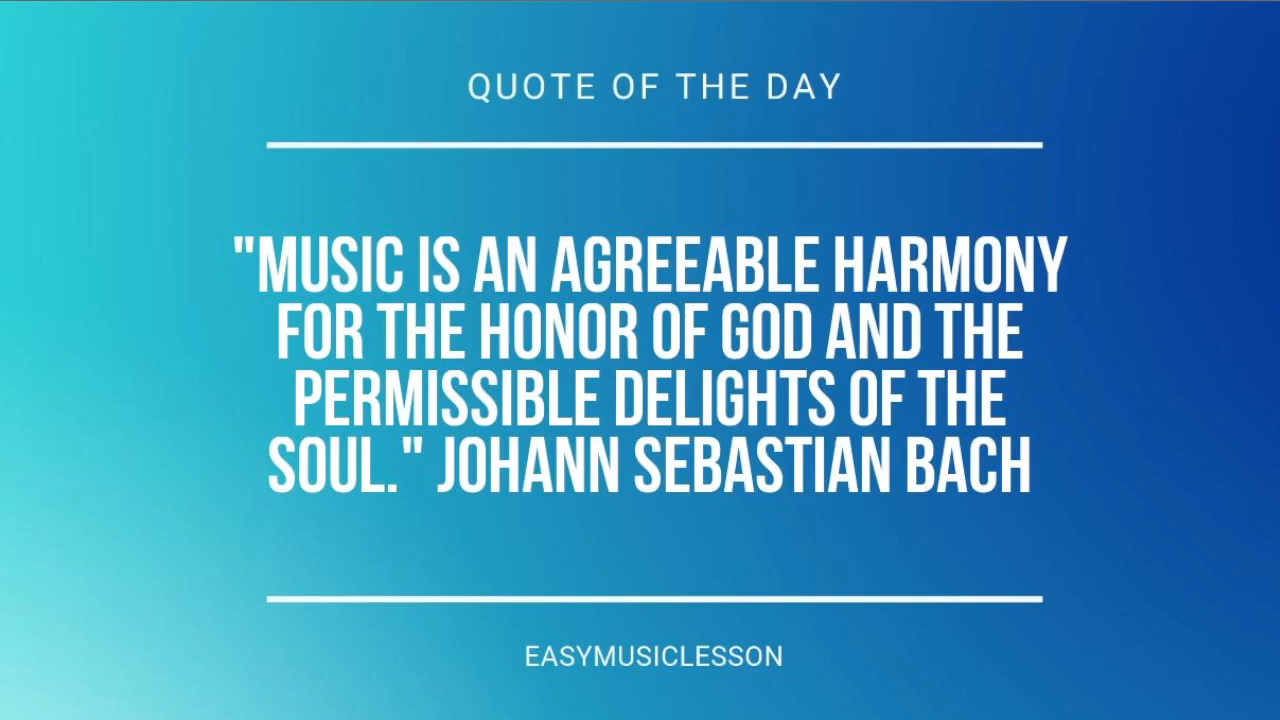 QUOTE OF THE DAY
"MUSIC IS AN AGREEABLE HARMONY
FOR THE HONOR OF GOD AND THE
PERMISSIBLE DELIGHTS OF THE
SOUL." JOHANN SEBASTIAN BACH
EASYMUSICLESSON